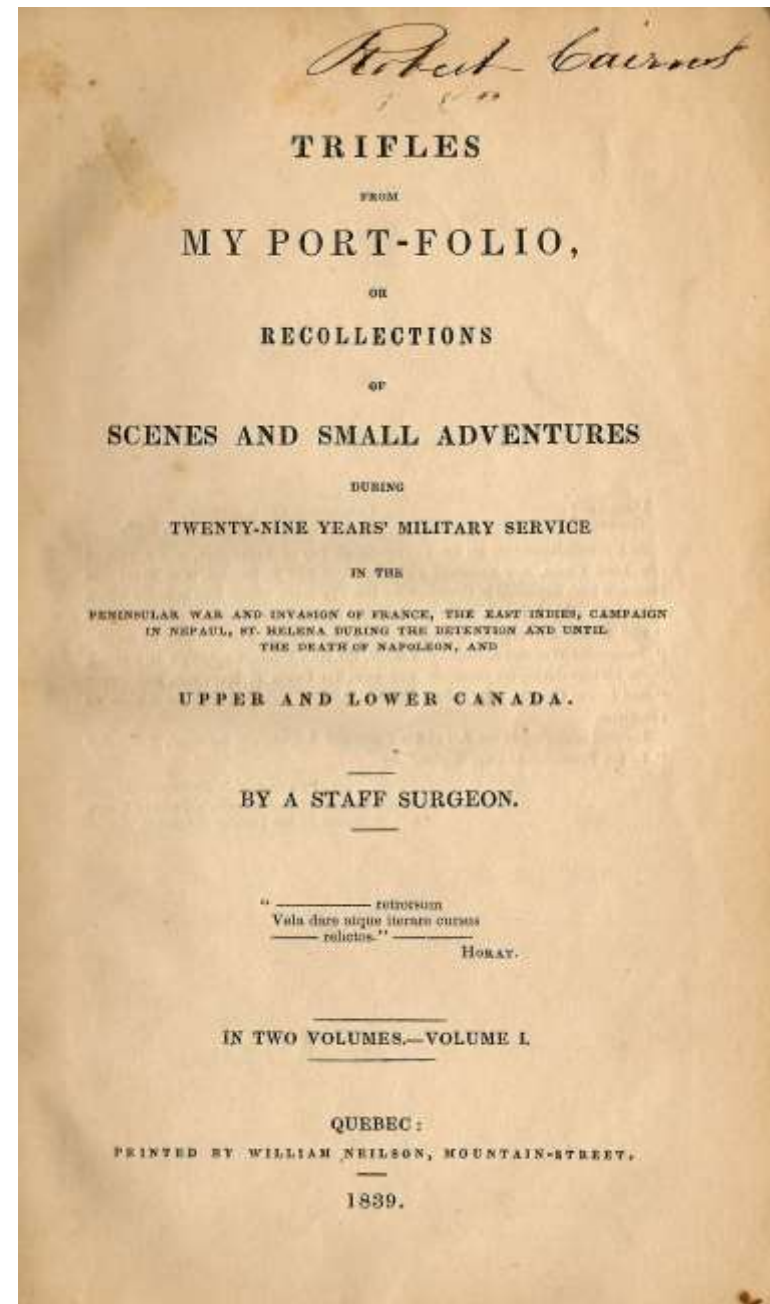 Robert Cairns
TRIFLES
FROM
MY PORT-FOLIO,
OR
RECOLLECTIONS
OF
SCENES AND SMALL ADVENTURES
DURING
TWENTY-NINE YEARS' MILITARY SERVICE
IN THE
PENINSULAR WAR AND INVASION OF FRANCE, THE EAST INDIES, CAMPAIGN
IN NEPAUL, ST. HELENA DURING THE DETENTION AND UNTIL
THE DEATH OF NAPOLEON, AND
UPPER AND LOWER CANADA.
BY A STAFF SURGEON.
" ———— retrorsum
Vela dare atque iterare cursus
——— relictos." ————
HORAT.
IN TWO VOLUMES.—VOLUME I.
QUEBEC:
PRINTED BY WILLIAM NEILSON, MOUNTAIN-STREET,
1839.